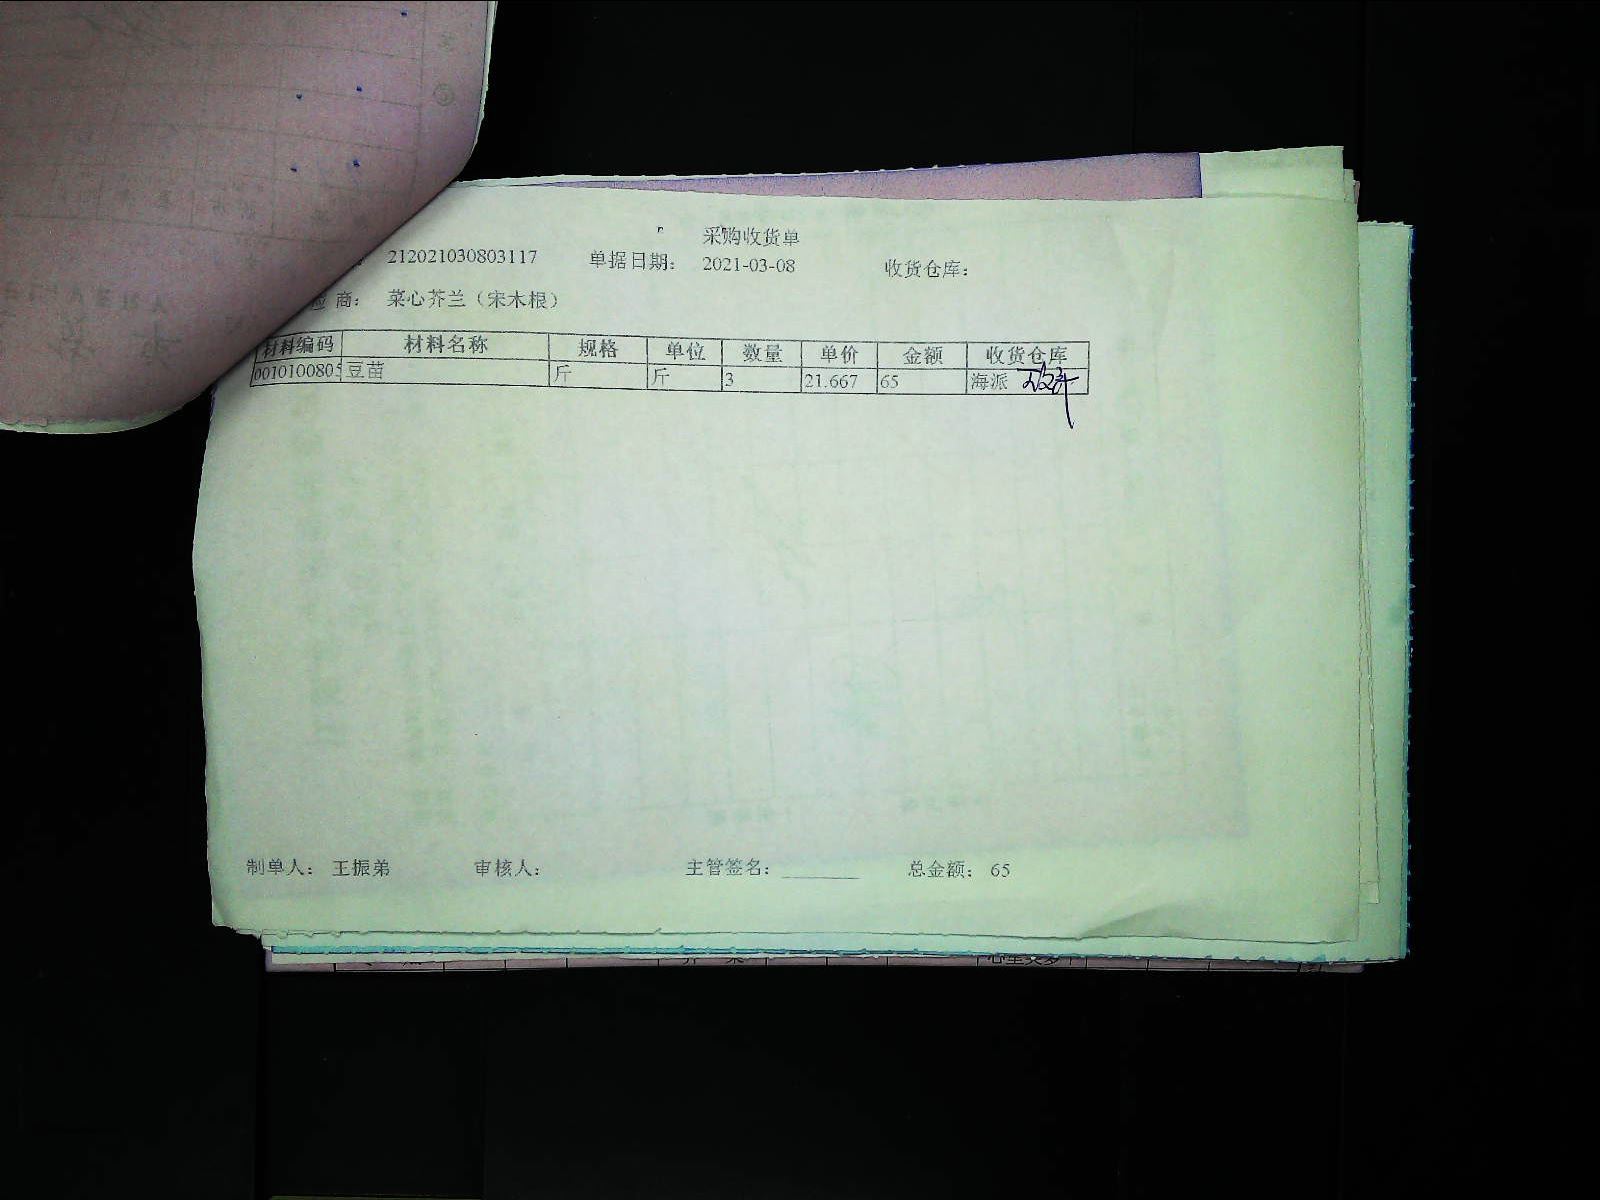 采购收货单
212021030803117 单据日期： 2021-03-08 收货仓库：
商： 菜心芥兰（宋木根）
材料编码 材料名称 规格 单位 数量 单价 金额 收货仓库
0010100805 豆苗 斤 斤 3 21.667 65 海派
制单人： 王振弟 审核人： 主管签名： 总金额： 65